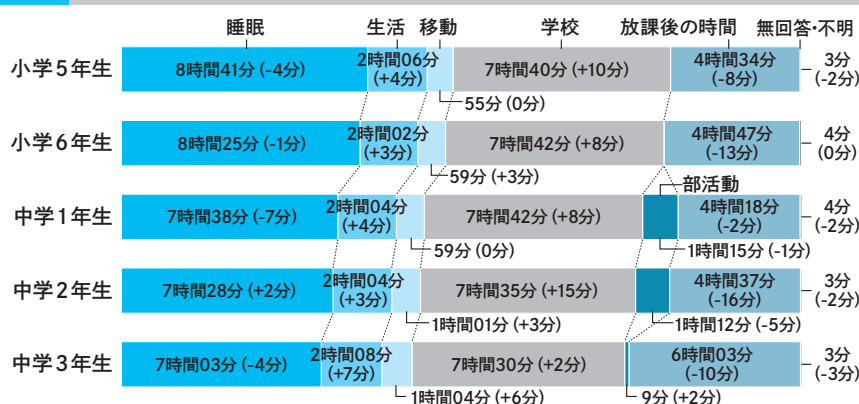 睡眠 生活 移動 学校 放課後の時間 無回答・不明
小学5年生
8時間41分(-4分)
2時間06分
(+4分)
55分(0分)
7時間40分(+10分)
4時間34分
(-8分)
3分
(-2分)
小学6年生
8時間25分(-1分)
2時間02分
(+3分)
59分(+3分)
7時間42分(+8分)
4時間47分
(-13分)
4分
(0分)
部活動
中学1年生
7時間38分(-7分)
2時間04分
(+4分)
59分(0分)
7時間42分(+8分)
1時間15分(-1分)
4時間18分
(-2分)
4分
(-2分)
中学2年生
7時間28分(+2分)
2時間04分
(+3分)
1時間01分(+3分)
7時間35分(+15分)
1時間12分(-5分)
4時間37分
(-16分)
3分
(-2分)
中学3年生
7時間03分(-4分)
2時間08分
(+7分)
1時間04分(+6分)
7時間30分(+2分)
9分(+2分)
6時間03分
(-10分)
3分
(-3分)